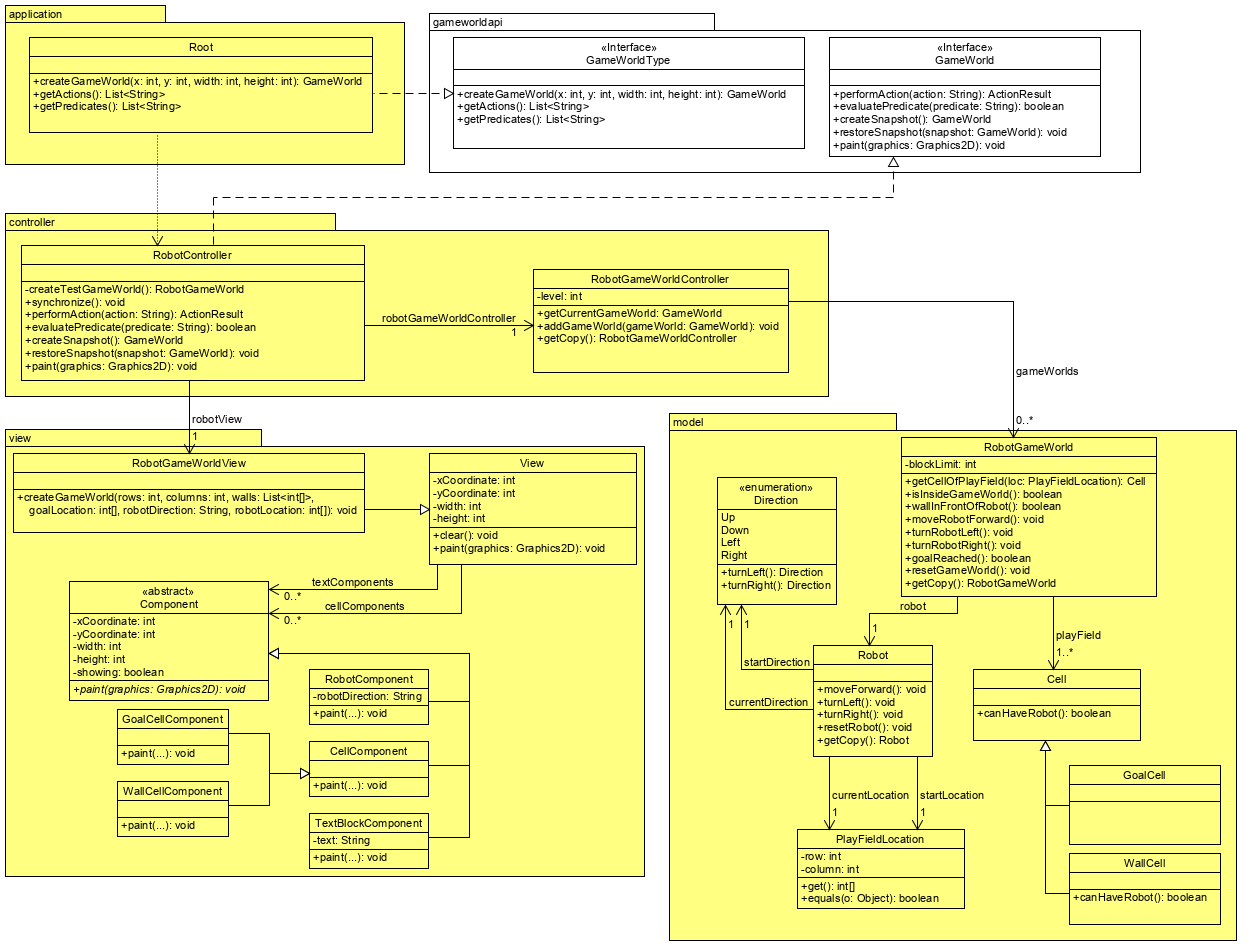 application
Root
+createGameWorld(x: int, y: int, width: int, height: int): GameWorld
+getActions(): List<String>
+getPredicates(): List<String>
gameworldapi
«Interface»
GameWorldType
+createGameWorld(x: int, y: int, width: int, height: int): GameWorld
+getActions(): List<String>
+getPredicates(): List<String>
«Interface»
GameWorld
+performAction(action: String): ActionResult
+evaluatePredicate(predicate: String): boolean
+createSnapshot(): GameWorld
+restoreSnapshot(snapshot: GameWorld): void
+paint(graphics: Graphics2D): void
controller
RobotController
-createTestGameWorld(): RobotGameWorld
+synchronize(): void
+performAction(action: String): ActionResult
+evaluatePredicate(predicate: String): boolean
+createSnapshot(): GameWorld
+restoreSnapshot(snapshot: GameWorld): void
+paint(graphics: Graphics2D): void
robotGameWorldController
1
RobotGameWorldController
-level: int
+getCurrentGameWorld: GameWorld
+addGameWorld(gameWorld: GameWorld): void
+getCopy(): RobotGameWorldController
gameWorlds
0..*
robotView
1
view
RobotGameWorldView
+createGameWorld(rows: int, columns: int, walls: List<int[]>,
goalLocation: int[], robotDirection: String, robotLocation: int[]): void
View
-xCoordinate: int
-yCoordinate: int
-width: int
-height: int
+clear(): void
+paint(graphics: Graphics2D): void
textComponents
0..*
cellComponents
0..*
«abstract»
Component
-xCoordinate: int
-yCoordinate: int
-width: int
-height: int
-showing: boolean
+paint(graphics: Graphics2D): void
RobotComponent
-robotDirection: String
+paint(...): void
GoalCellComponent
+paint(...): void
CellComponent
+paint(...): void
WallCellComponent
+paint(...): void
TextBlockComponent
-text: String
+paint(...): void
model
RobotGameWorld
-blockLimit: int
+getCellOfPlayField(loc: PlayFieldLocation): Cell
+isInsideGameWorld(): boolean
+wallInFrontOfRobot(): boolean
+moveRobotForward(): void
+turnRobotLeft(): void
+turnRobotRight(): void
+goalReached(): boolean
+resetGameWorld(): void
+getCopy(): RobotGameWorld
«enumeration»
Direction
Up
Down
Left
Right
+turnLeft(): Direction
+turnRight(): Direction
robot
1
playField
1..*
1
1
startDirection
currentDirection
Robot
+moveForward(): void
+turnLeft(): void
+turnRight(): void
+resetRobot(): void
+getCopy(): Robot
Cell
+canHaveRobot(): boolean
currentLocation
1
startLocation
1
PlayFieldLocation
-row: int
-column: int
+get(): int[]
+equals(o: Object): boolean
GoalCell
WallCell
+canHaveRobot(): boolean